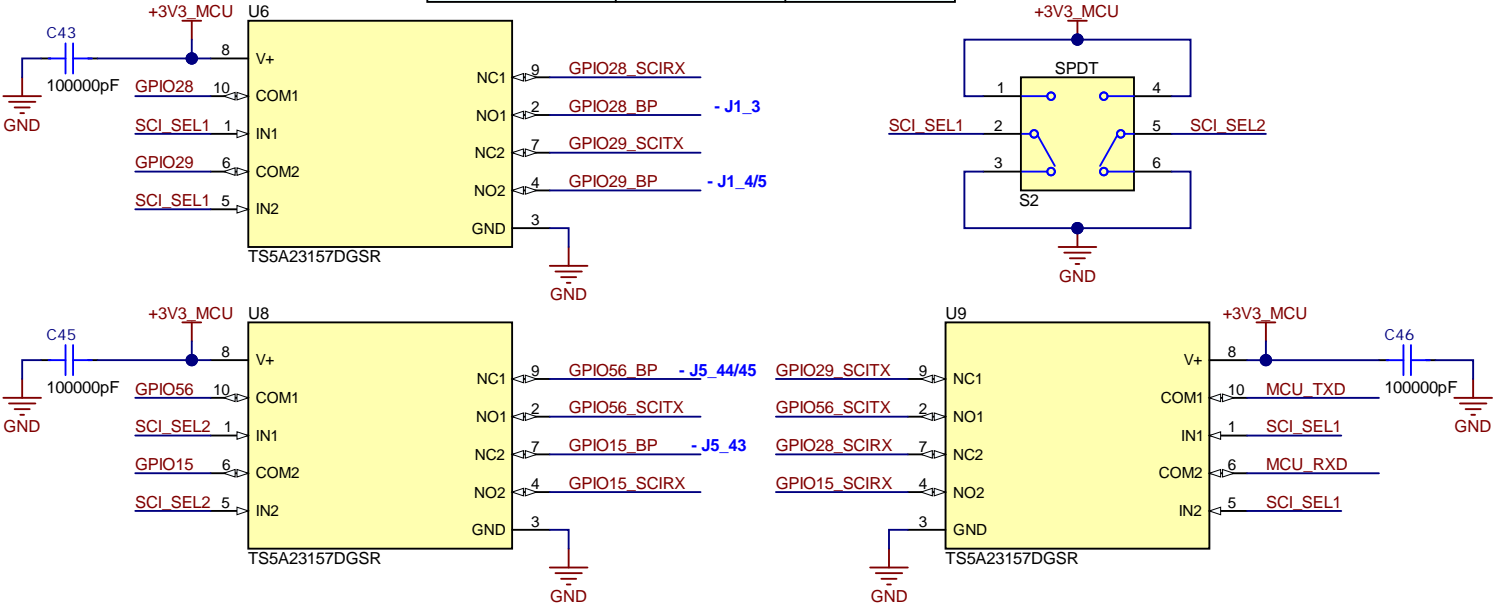 +3V3_MCU
U6
C43
100000pF
GND
8
V+
GPIO28
10
COM1
SCI_SEL1
1
IN1
GPIO29
6
COM2
SCI_SEL1
5
IN2
NC1
9
GPIO28_SCIRX
NO1
2
GPIO28_BP
- J1_3
NC2
7
GPIO29_SCITX
NO2
4
GPIO29_BP
- J1_4/5
GND
3
TS5A23157DGSR
GND
+3V3_MCU
SPDT
1
4
SCI_SEL1
2
5
SCI_SEL2
3
6
S2
GND
+3V3_MCU
U8
C45
100000pF
GND
8
V+
GPIO56
10
COM1
SCI_SEL2
1
IN1
GPIO15
6
COM2
SCI_SEL2
5
IN2
NC1
9
GPIO56_BP
- J5_44/45
NO1
2
GPIO56_SCITX
NC2
7
GPIO15_BP
- J5_43
NO2
4
GPIO15_SCIRX
GND
3
TS5A23157DGSR
GND
U9
+3V3_MCU
C46
100000pF
GND
GPIO29_SCITX
9
NC1
GPIO56_SCITX
2
NO1
GPIO28_SCIRX
7
NC2
GPIO15_SCIRX
4
NO2
3
GND
V+
8
COM1
10
MCU_TXD
IN1
1
SCI_SEL1
COM2
6
MCU_RXD
IN2
5
SCI_SEL1
TS5A23157DGSR
GND